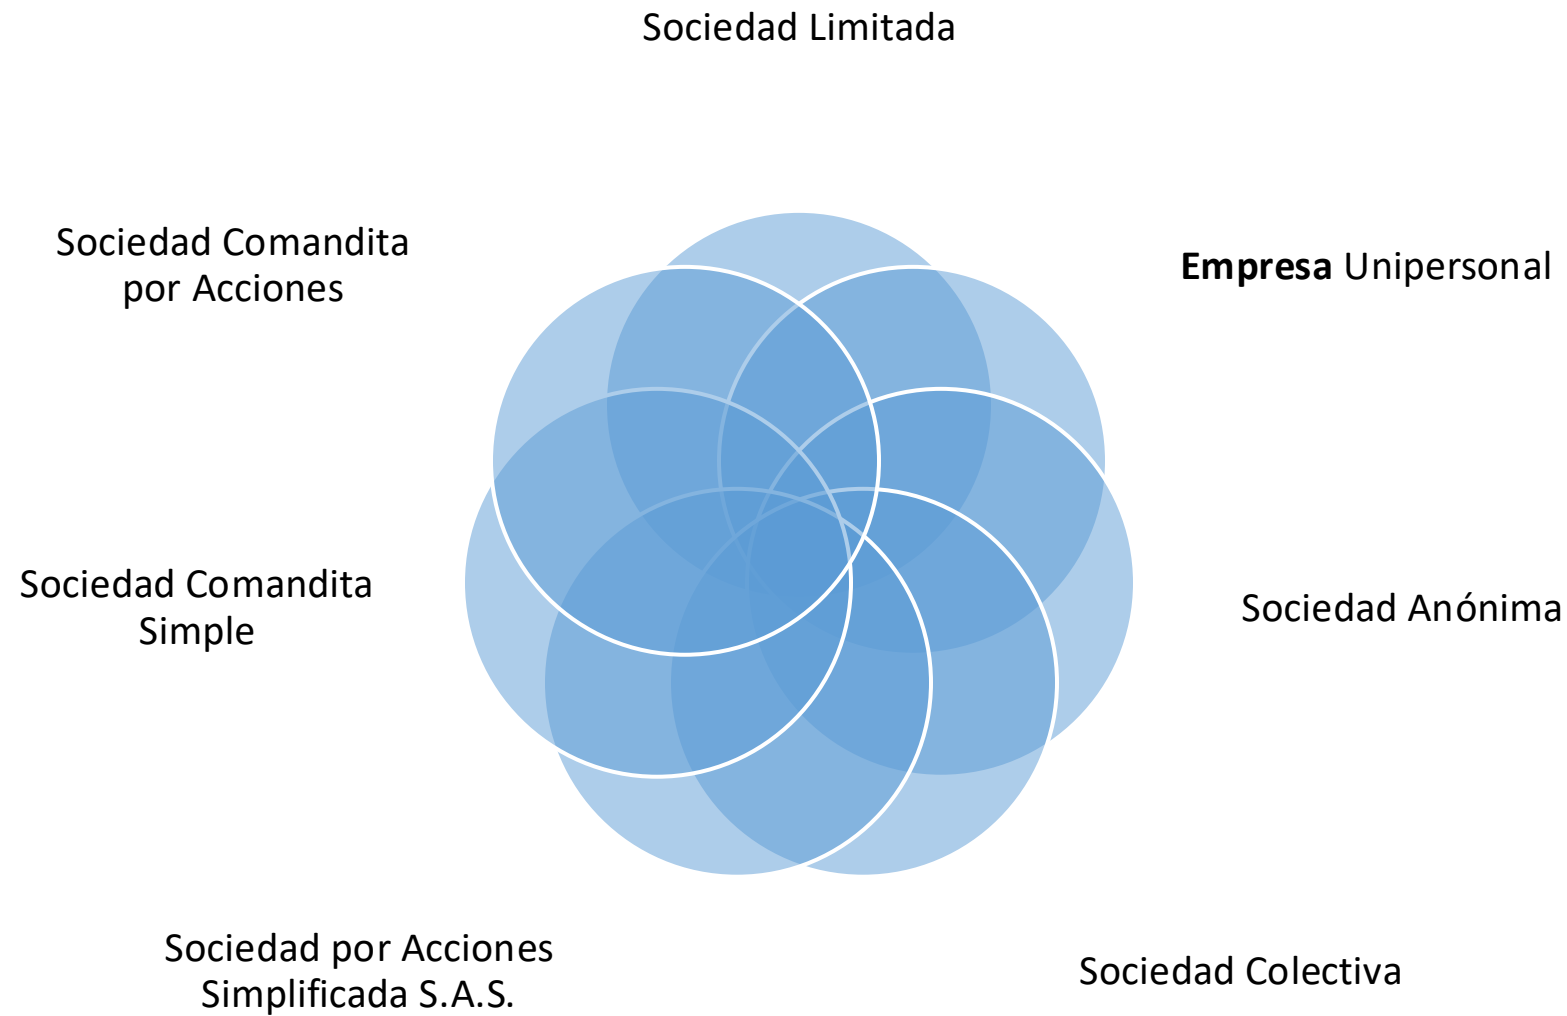 Sociedad Limitada
Sociedad Comandita
por Acciones
Empresa Unipersonal
Sociedad Comandita
Simple
Sociedad Anónima
Sociedad por Acciones
Simplificada S.A.S.
Sociedad Colectiva